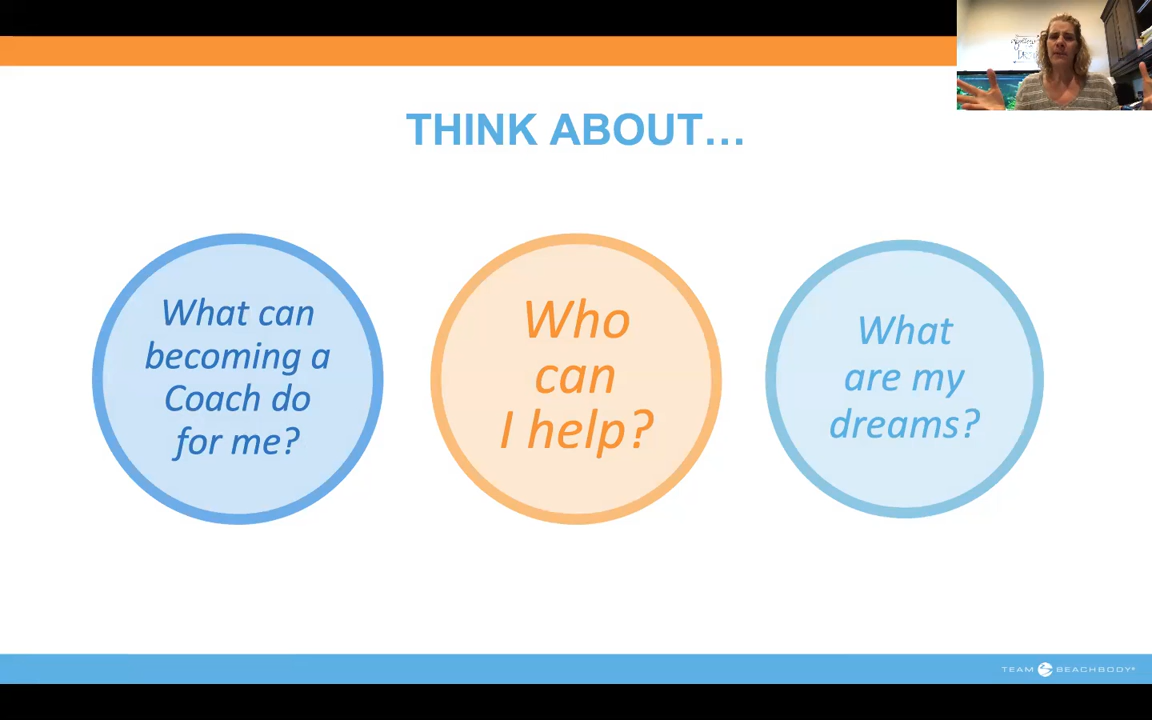 THINK ABOUT...
What can
becoming a
Coach do
for me?
Who
can
I help?
What
are my
dreams?
TEAM BEACHBODY®